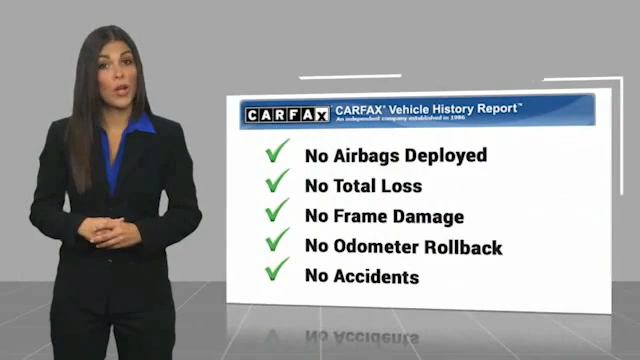 CARFAX CARFAX® Vehicle History Report™
An independent company established in 1986
No Airbags Deployed
No Total Loss
No Frame Damage
No Odometer Rollback
No Accidents